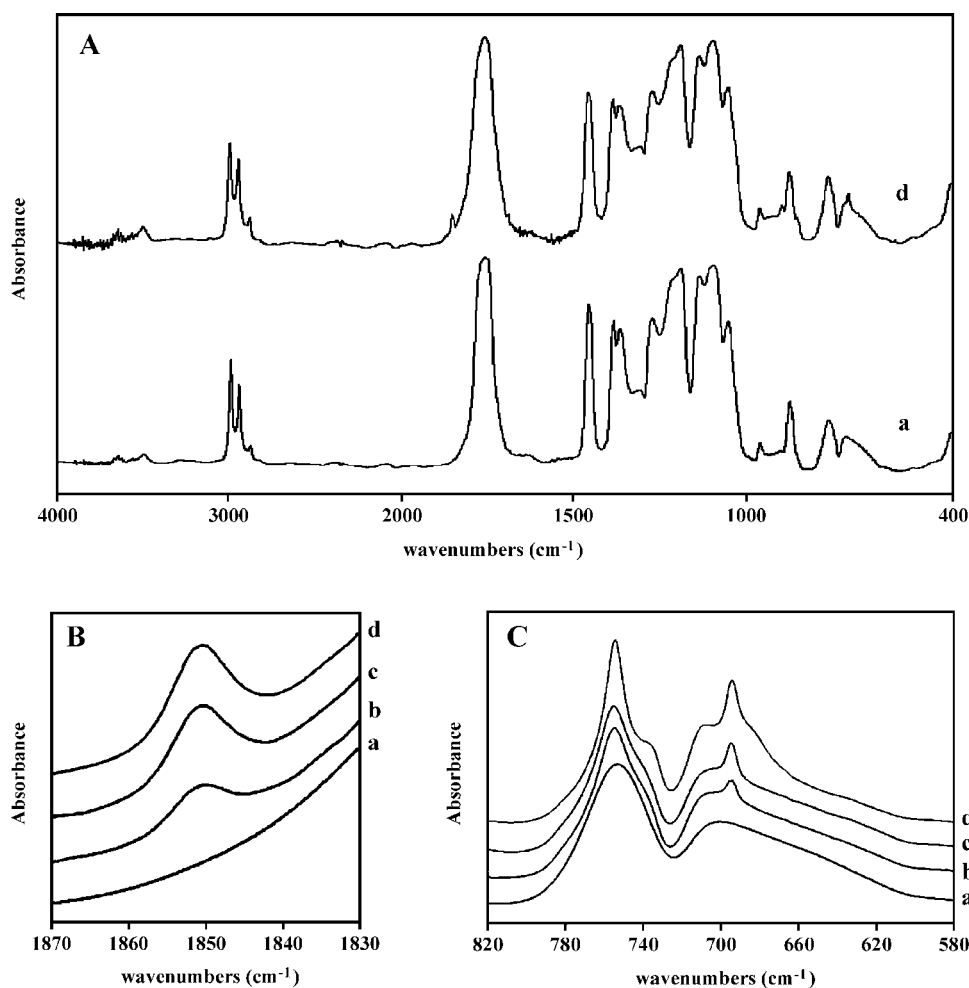 A
Absorbance
d
a
4000 3000 2000 1500 1000 400
wavenumbers (cm-1)
B
d
c
b
a
Absorbance
1870 1860 1850 1840 1830
wavenumbers (cm-1)
C
d
c
b
a
Absorbance
820 780 740 700 660 620 580
wavenumbers (cm-1)